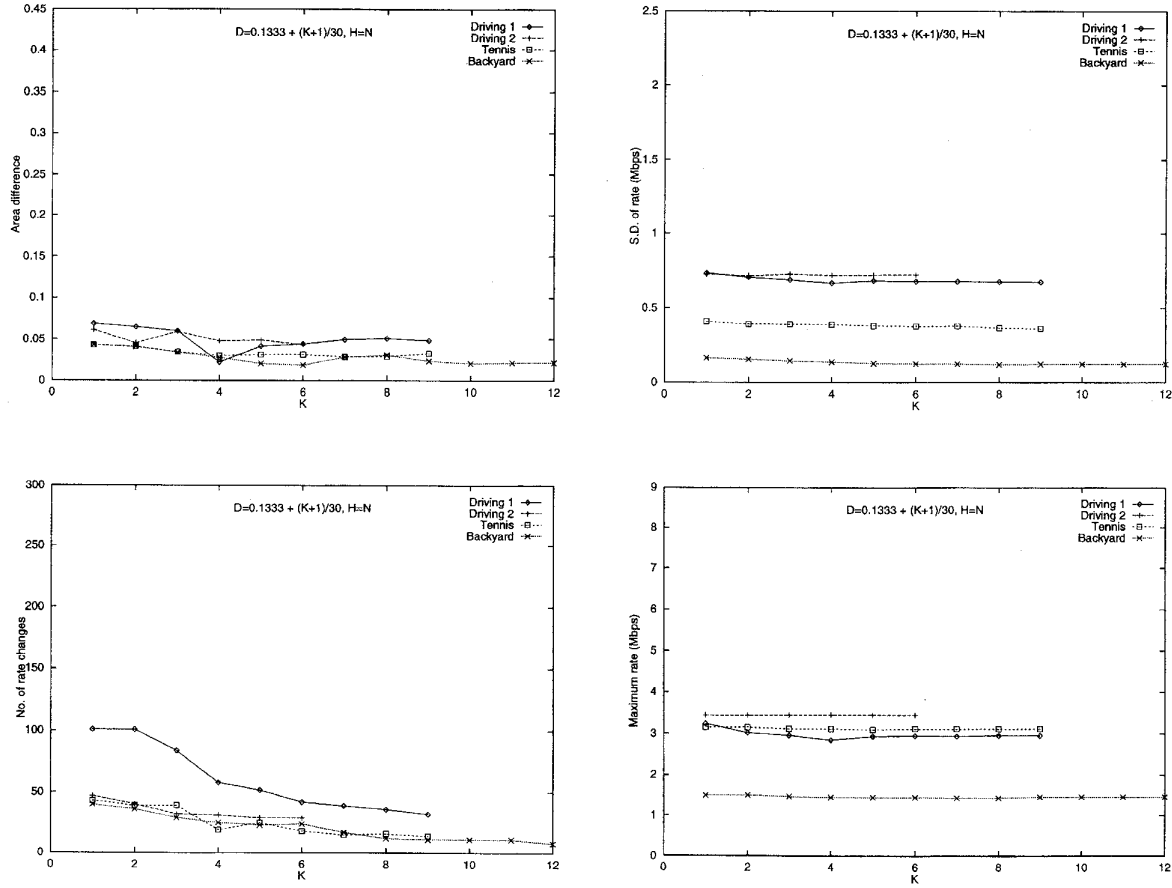 0.45
0.4
0.35
0.3
0.25
0.2
0.15
0.1
0.05
0
Area difference
D=0.1333 + (K+1)/30, H=N
Driving 1
Driving 2
Tennis
Backyard
0 2 4 6 8 10 12
K
2.5
2
1.5
1
0.5
0
S.D. of rate (Mbps)
D=0.1333 + (K+1)/30, H=N
Driving 1
Driving 2
Tennis
Backyard
0 2 4 6 8 10 12
K
300
250
200
150
100
50
0
No. of rate changes
D=0.1333 + (K+1)/30, H=N
Driving 1
Driving 2
Tennis
Backyard
0 2 4 6 8 10 12
K
9
8
7
6
5
4
3
2
1
0
Maximum rate (Mbps)
D=0.1333 + (K+1)/30, H=N
Driving 1
Driving 2
Tennis
Backyard
0 2 4 6 8 10 12
K